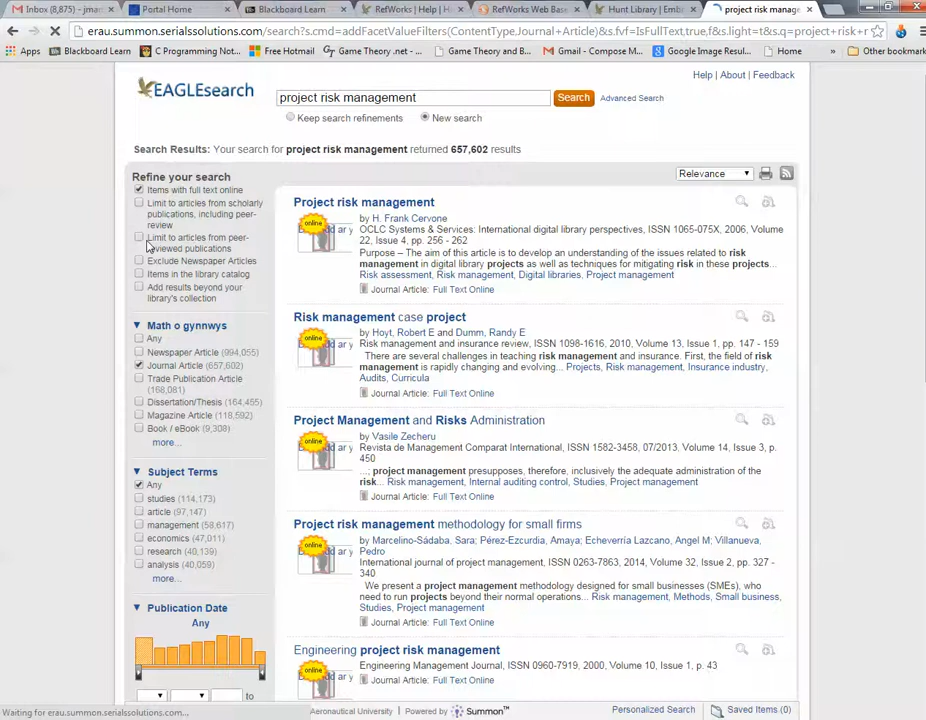 Inbox (8,875) - jmas
Portal Home
Blackboard Learn
RefWorks | Help | Ho
RefWorks Web Base
Hunt Library | Emb
project risk manage
erau.summon.serialssolutions.com/search?s.cmd=addFacetValueFilters(ContentType,Journal+Article)&s.fvf=IsFullText,true,f&s.light=t&s.q=project+risk+r
Apps
Blackboard Learn
C Programming Not...
Free Hotmail
Game Theory .net -...
Game Theory and B...
Gmail - Compose M...
Google Image Resul...
Home
»
Other bookmark
Help | About | Feedback
EAGLEsearch
project risk management
Search
Advanced Search
Keep search refinements
New search
Search Results: Your search for project risk management returned 657,602 results
Refine your search
Items with full text online
Limit to articles from scholarly
publications, including peer-
review
Limit to articles from peer-
reviewed publications
Exclude Newspaper Articles
Items in the library catalog
Add results beyond your
library's collection
Math o gynnwys
Any
Newspaper Article (994,055)
Journal Article (657,602)
Trade Publication Article
(168,081)
Dissertation/Thesis (164,455)
Magazine Article (118,592)
Book / eBook (9,308)
more...
Subject Terms
Any
studies (114,173)
article (97,147)
management (58,617)
economics (47,011)
research (40,139)
analysis (40,059)
more...
Publication Date
Any
to
Relevance
Project risk management
online
by H. Frank Cervone
OCLC Systems & Services: International digital library perspectives, ISSN 1065-075X, 2006, Volume
22, Issue 4, pp. 256 - 262
Purpose – The aim of this article is to develop an understanding of the issues related to risk
management in digital library projects as well as techniques for mitigating risk in these projects...
Risk assessment, Risk management, Digital libraries, Project management
Journal Article: Full Text Online
Risk management case project
online
by Hoyt, Robert E and Dumm, Randy E
Risk management and insurance review, ISSN 1098-1616, 2010, Volume 13, Issue 1, pp. 147 - 159
There are several challenges in teaching risk management and insurance. First, the field of risk
management is rapidly changing and evolving... Projects, Risk management, Insurance industry,
Audits, Curricula
Journal Article: Full Text Online
Project Management and Risks Administration
online
by Vasile Zecheru
Revista de Management Comparat International, ISSN 1582-3458, 07/2013, Volume 14, Issue 3, p.
450
...; project management presupposes, therefore, inclusively the adequate administration of the
risk... Risk management, Internal auditing control, Studies, Project management
Journal Article: Full Text Online
Project risk management methodology for small firms
online
by Marcelino-Sádaba, Sara; Pérez-Ezcurdia, Amaya; Echeverría Lazcano, Angel M; Villanueva,
Pedro
International journal of project management, ISSN 0263-7863, 2014, Volume 32, Issue 2, pp. 327 -
340
We present a project management methodology designed for small businesses (SMEs), who
need to run projects beyond their normal operations... Risk management, Methods, Small business,
Studies, Project management
Journal Article: Full Text Online
Engineering project risk management
online
Engineering Management Journal, ISSN 0960-7919, 2000, Volume 10, Issue 1, p. 43
Journal Article: Full Text Online
Waiting for erau.summon.serialssolutions.com...
Aeronautical University | Powered by Summon™
Personalized Search
Saved Items (0)